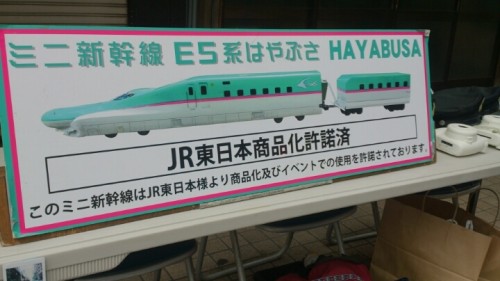 ミニ新幹線 E5系はやぶさ HAYABUSA
JR東日本商品化許諾済
このミニ新幹線はJR東日本様より商品化及びイベントでの使用を許諾されております。